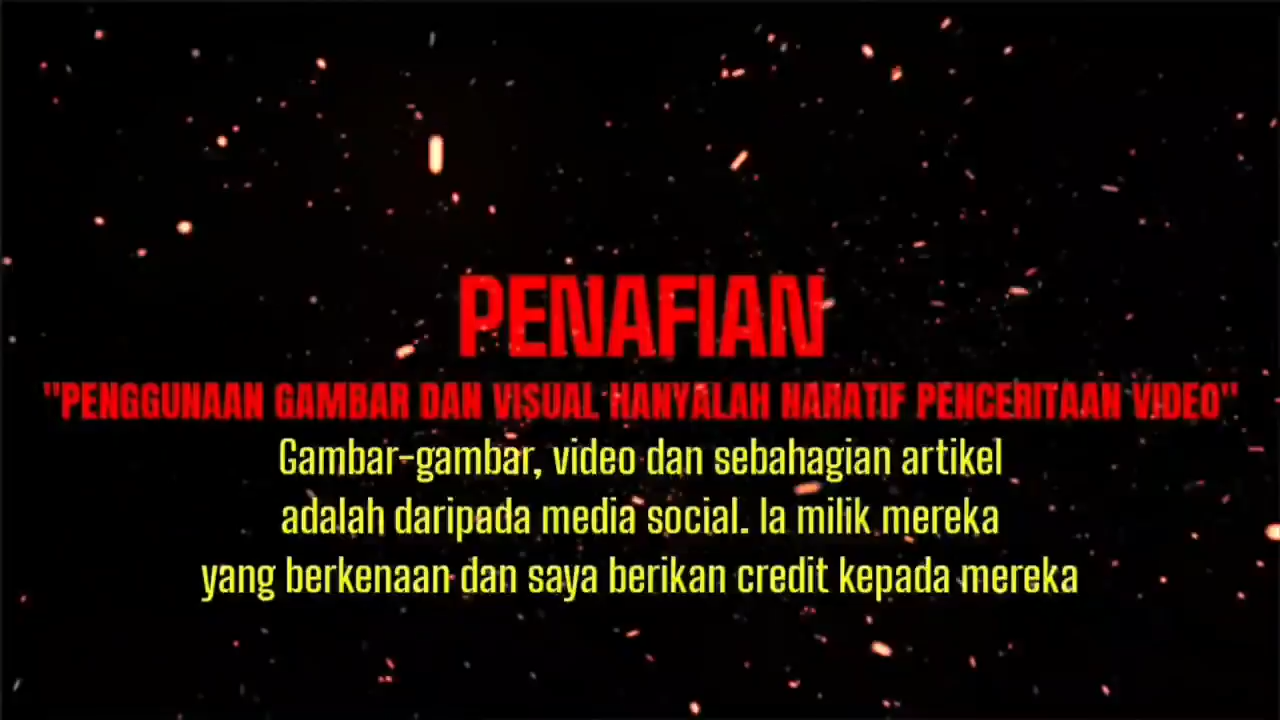 PENAFIAN
"PENGGUNAAN GAMBAR DAN VISUAL HANYALAH NARATIF PENCERITAAN VIDEO"
Gambar-gambar, video dan sebahagian artikel
adalah daripada media social. Ia milik mereka
yang berkenaan dan saya berikan credit kepada mereka